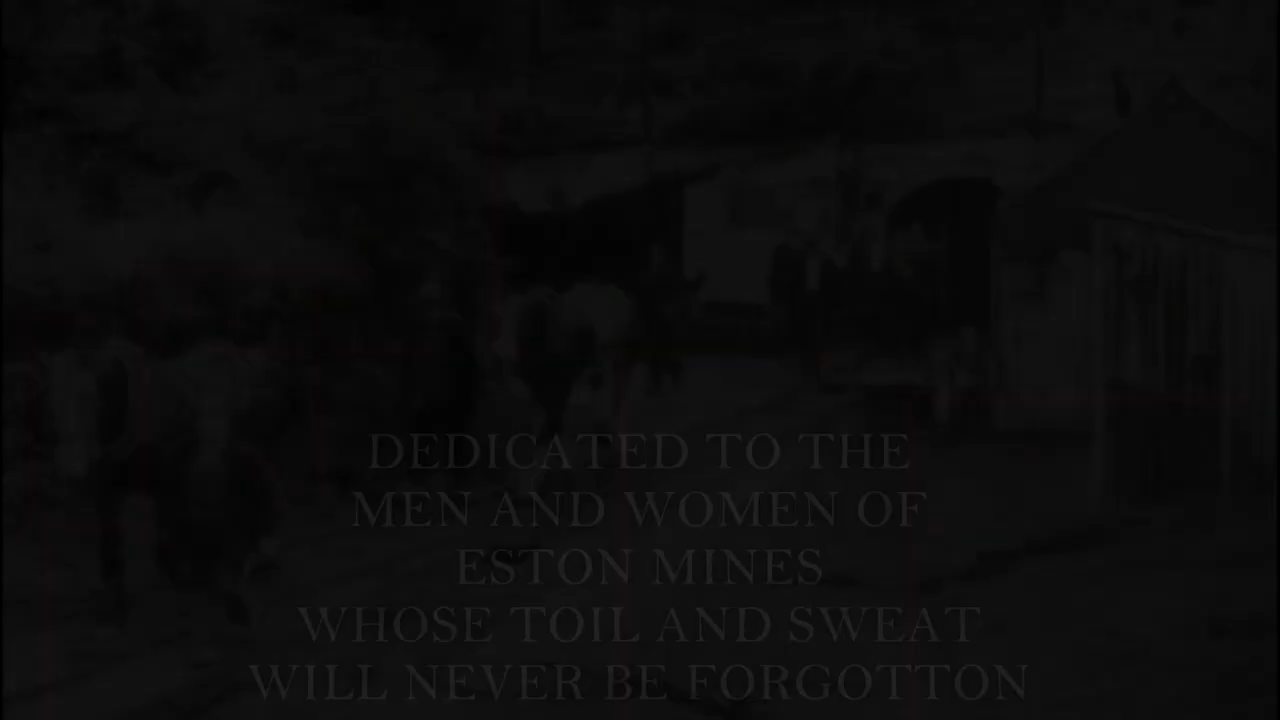 DEDICATED TO THE
MEN AND WOMEN OF
ESTON MINES
WHOSE TOIL AND SWEAT
WILL NEVER BE FORGOTTON